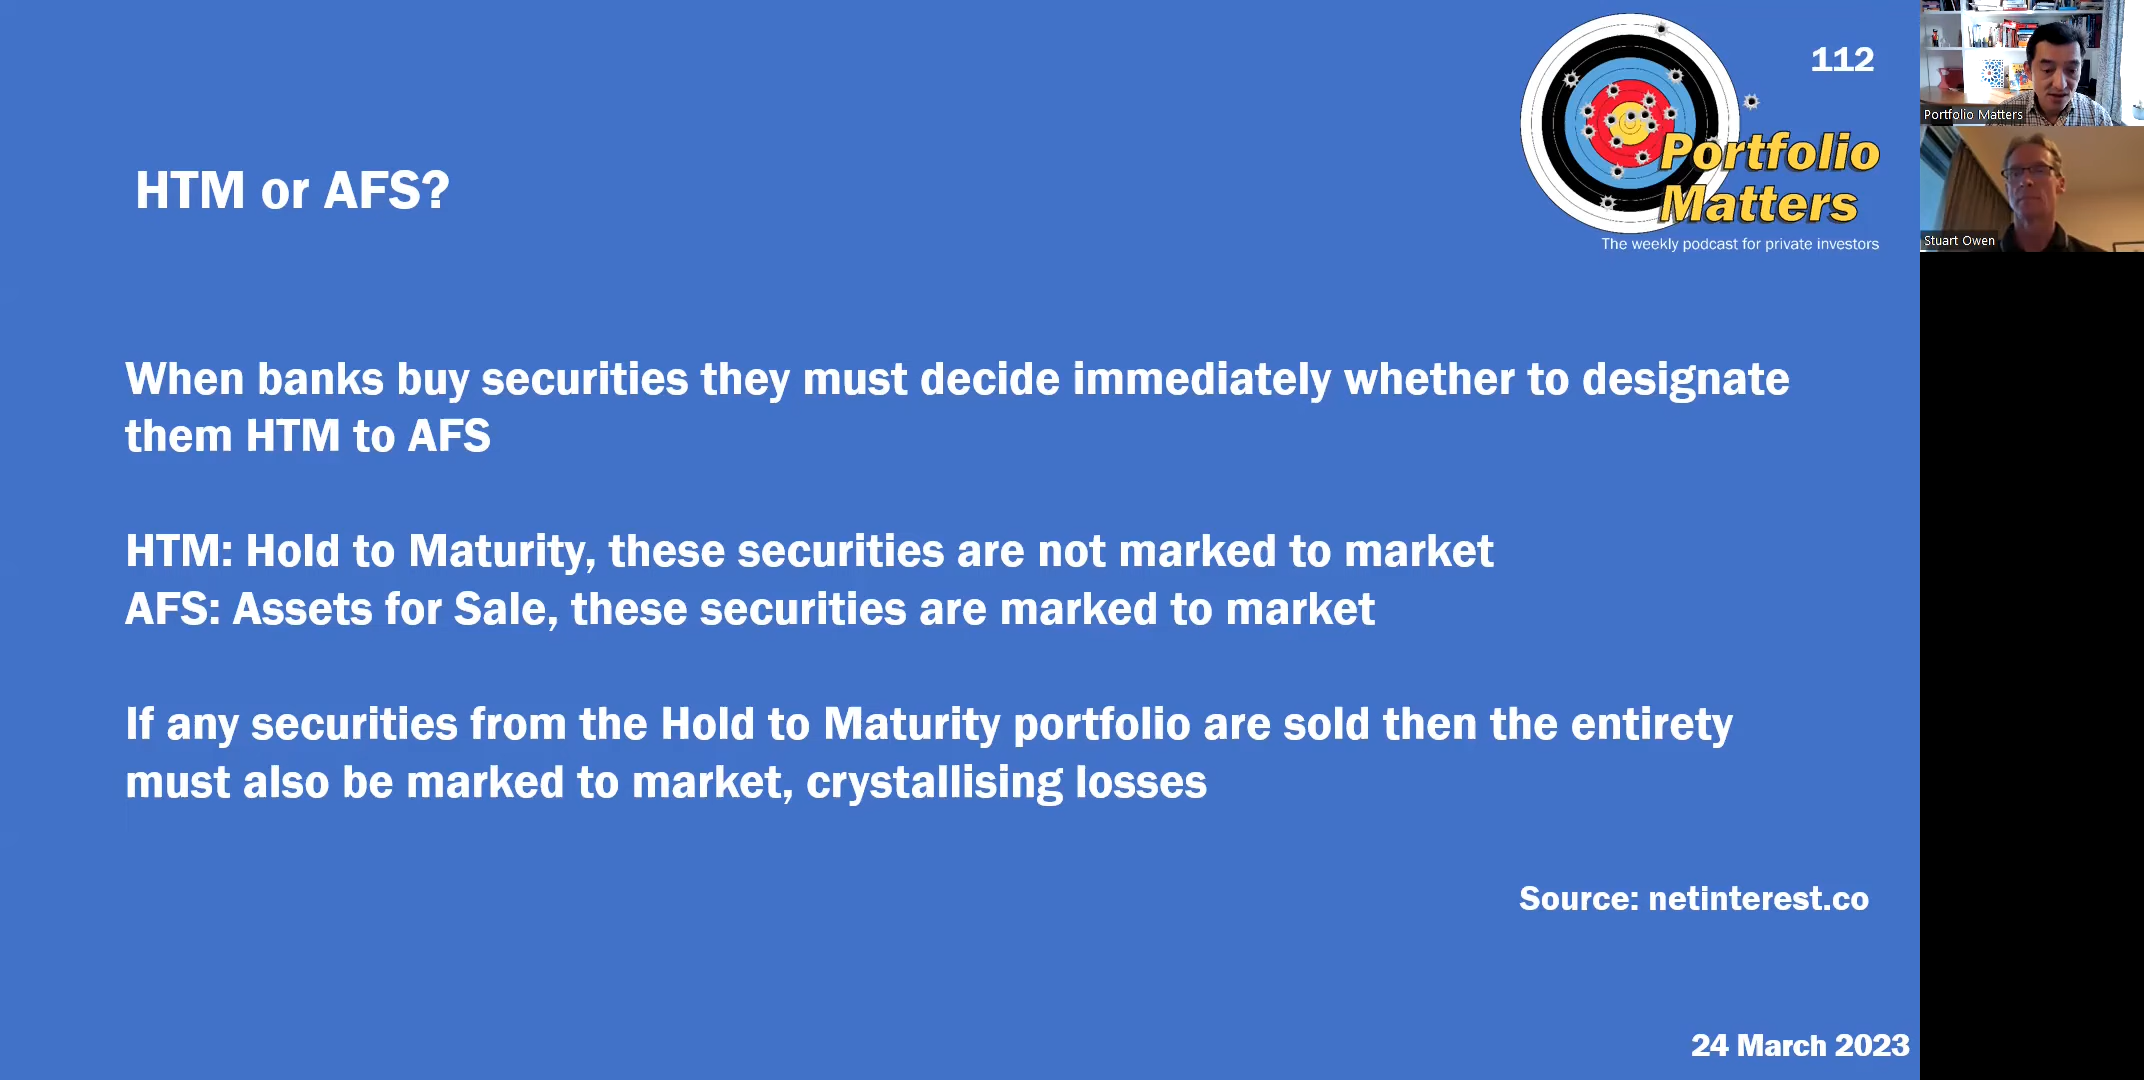 112
Portfolio
Matters
The weekly podcast for private investors
HTM or AFS?
When banks buy securities they must decide immediately whether to designate
them HTM to AFS
HTM: Hold to Maturity, these securities are not marked to market
AFS: Assets for Sale, these securities are marked to market
If any securities from the Hold to Maturity portfolio are sold then the entirety
must also be marked to market, crystallising losses
Source: netinterest.co
24 March 2023
Portfolio Matters
Stuart Owen